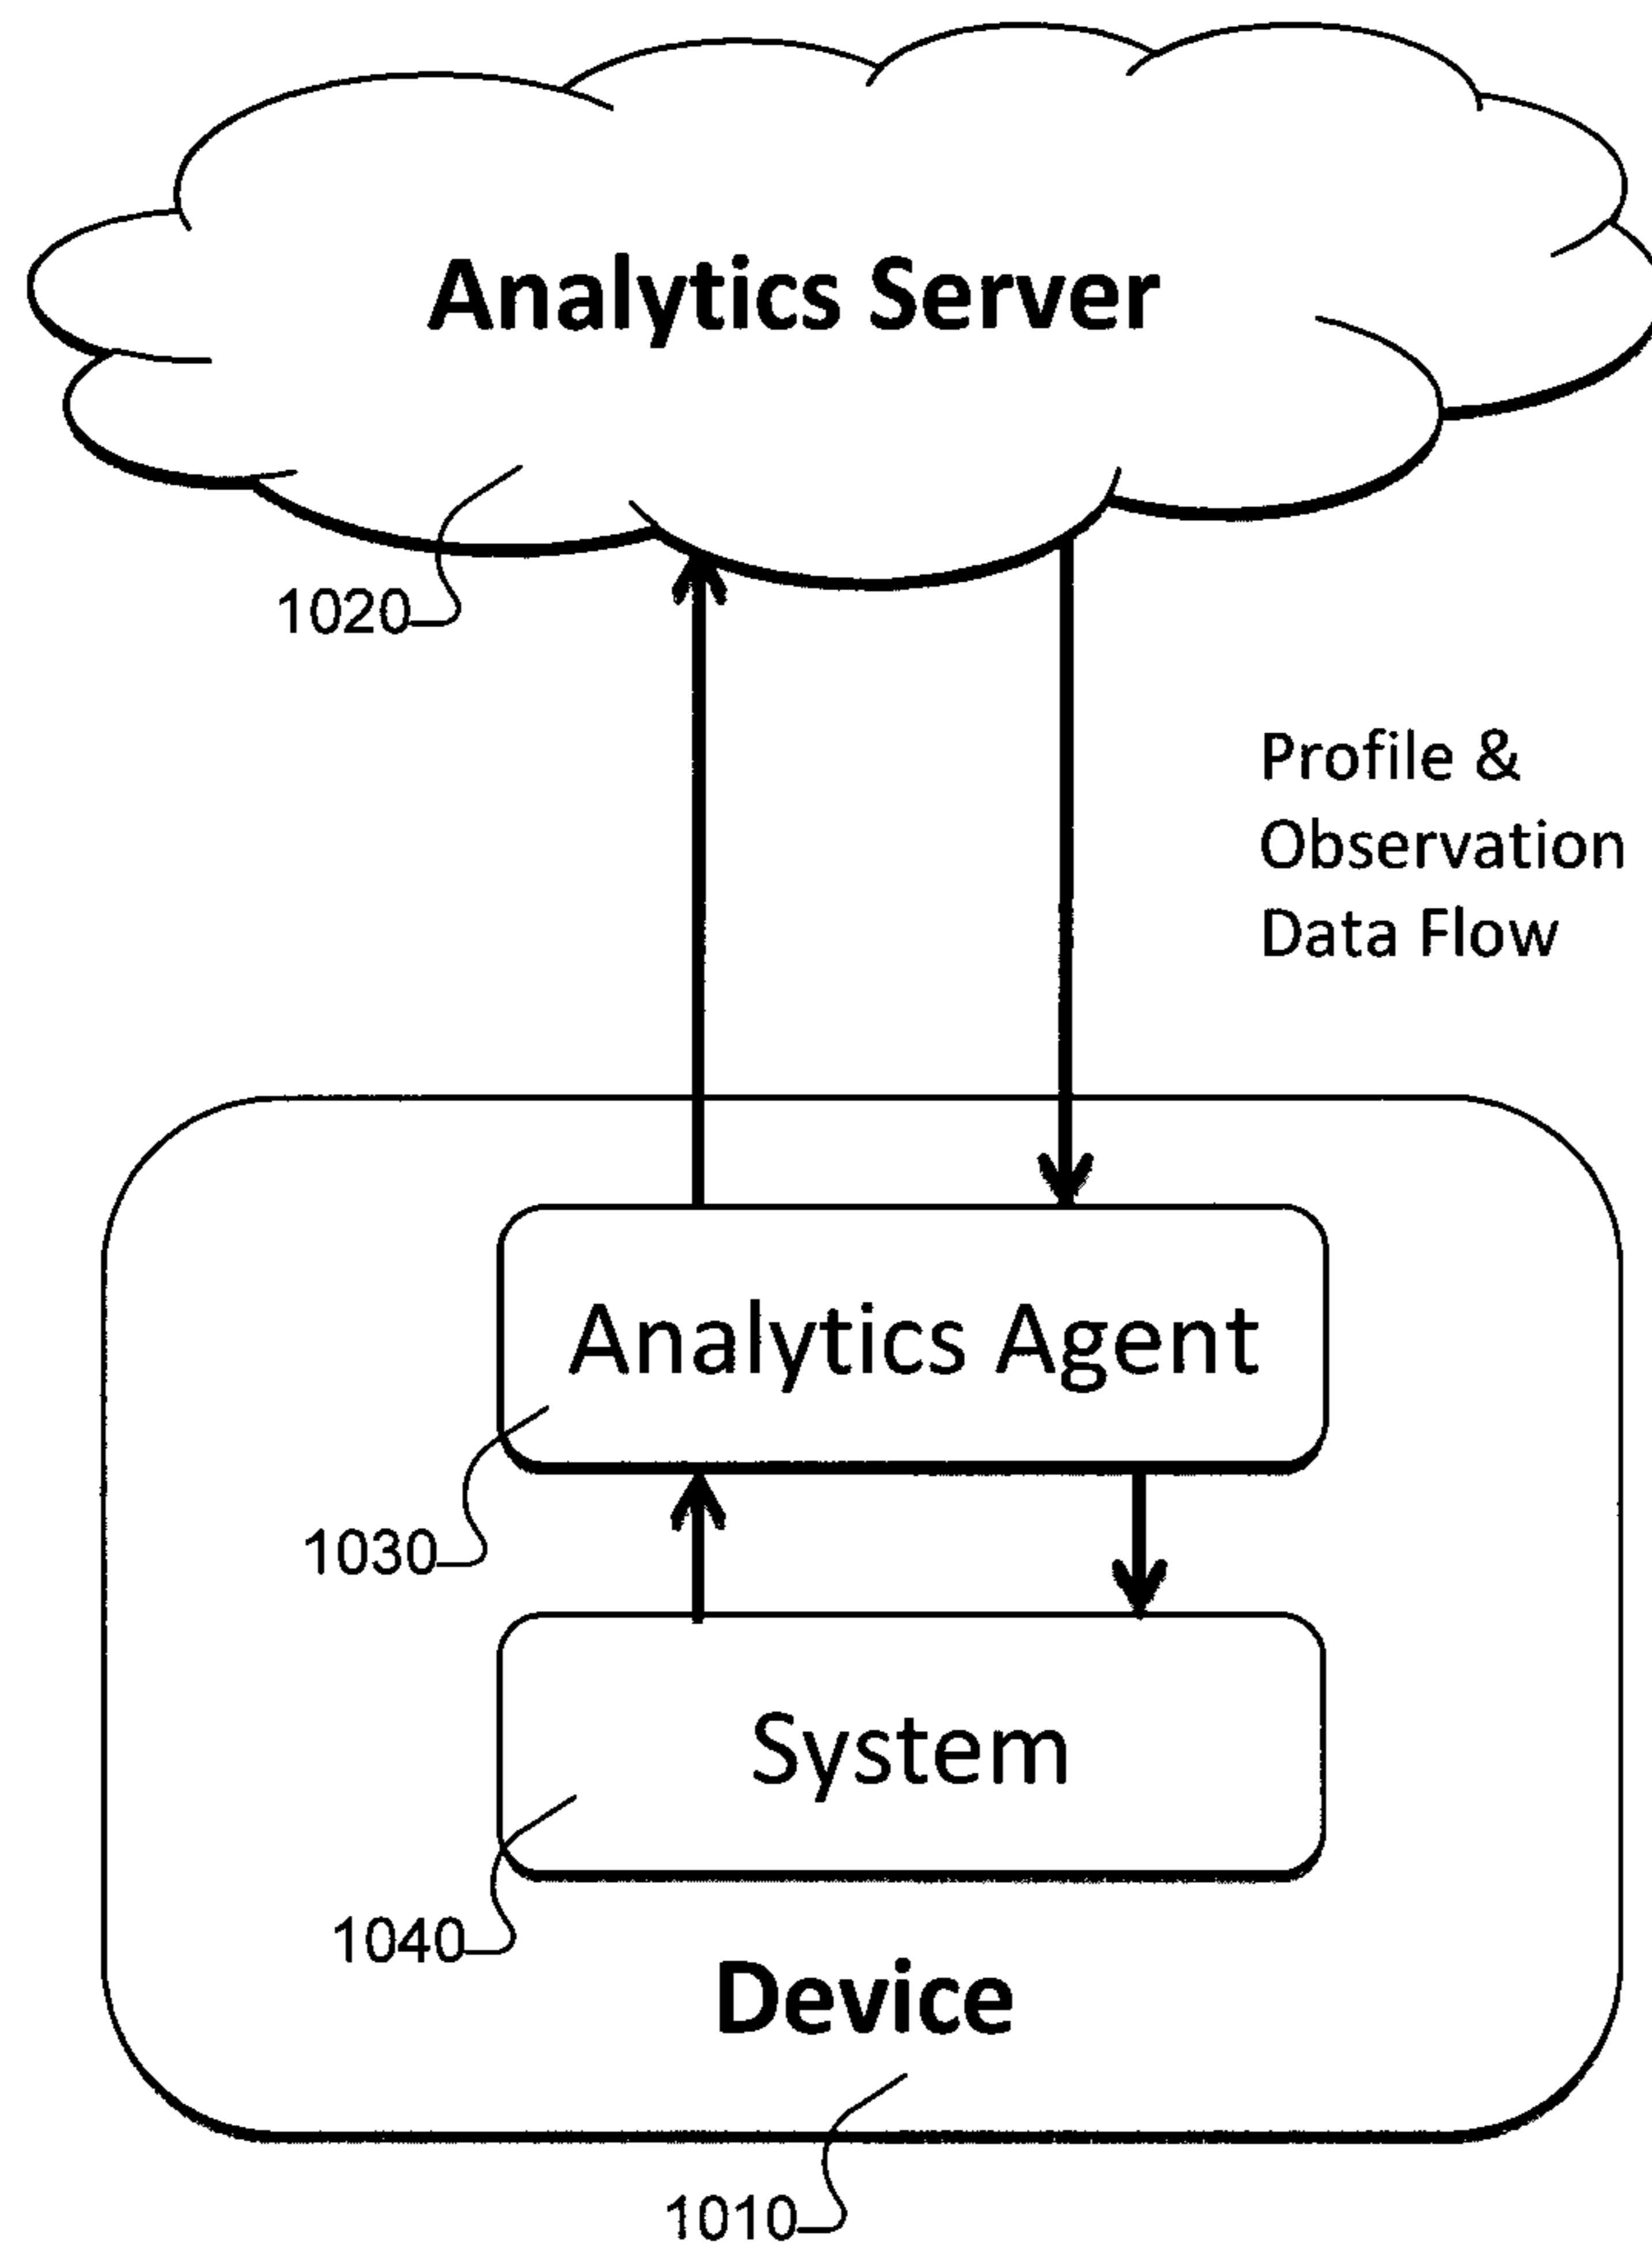 Analytics Server
1020
Profile &
Observation
Data Flow
Analytics Agent
1030
System
1040
Device
1010